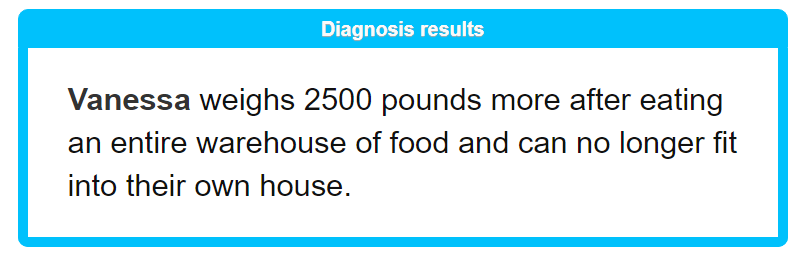 Diagnosis results
Vanessa weighs 2500 pounds more after eating
an entire warehouse of food and can no longer fit
into their own house.